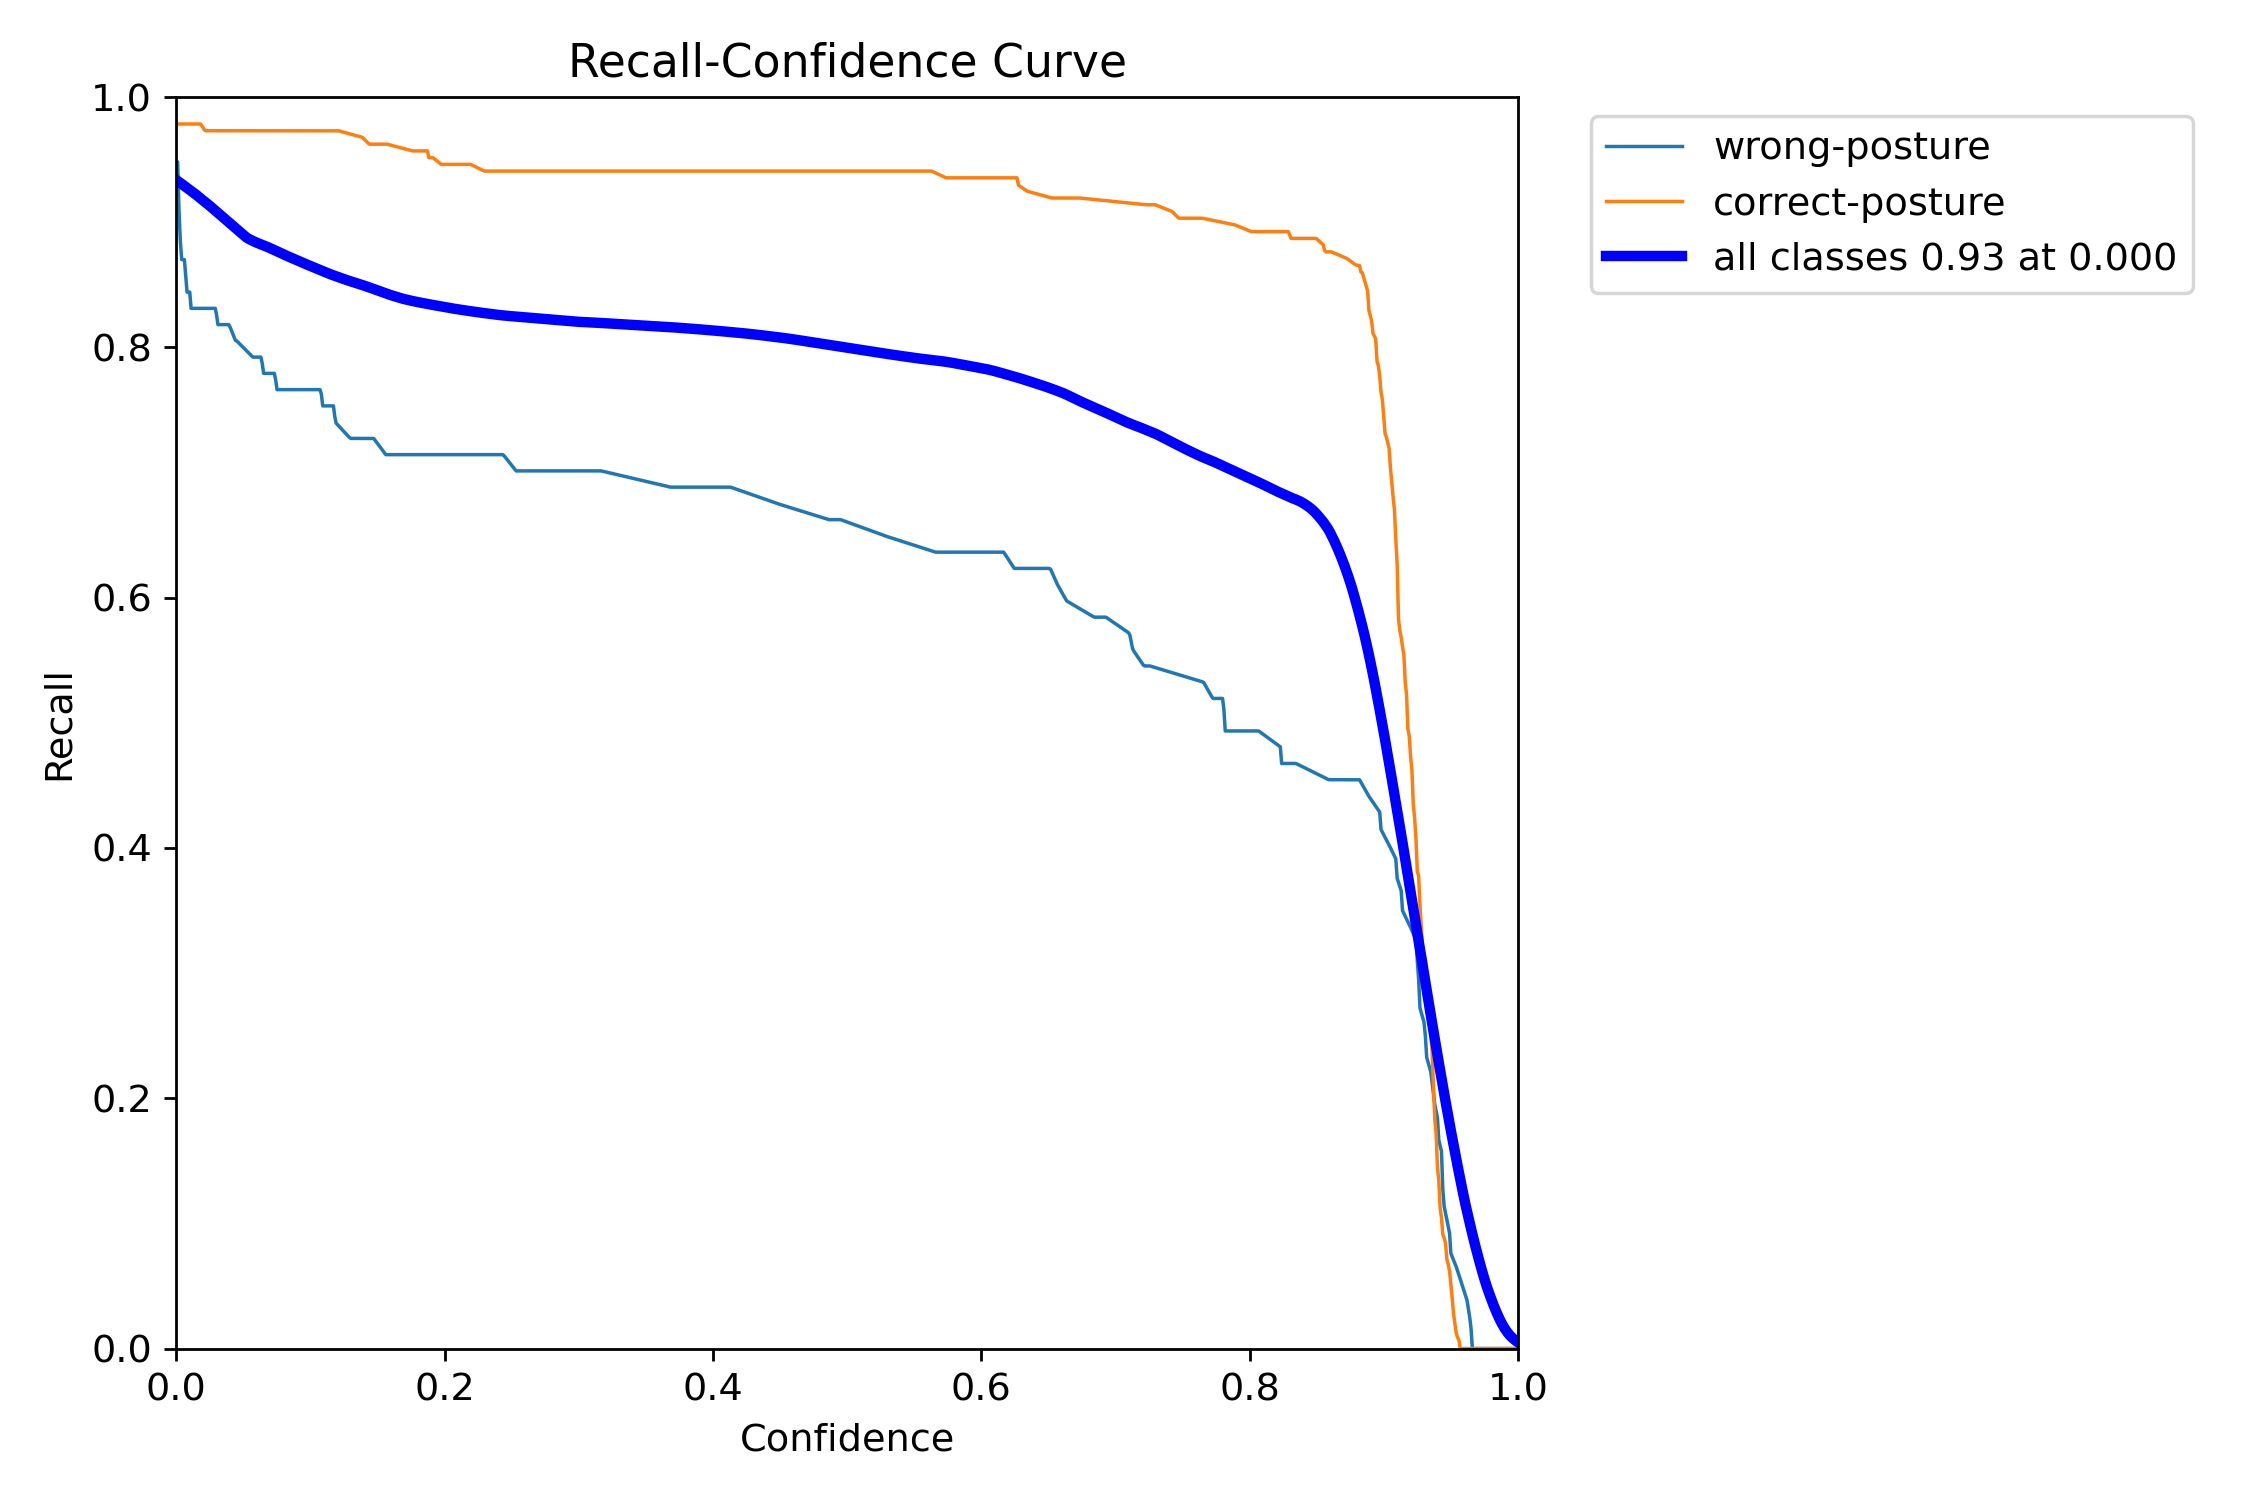 Recall-Confidence Curve
1.0
0.8
0.6
0.4
0.2
0.0
Recall
0.0 0.2 0.4 0.6 0.8 1.0
Confidence
wrong-posture
correct-posture
all classes 0.93 at 0.000